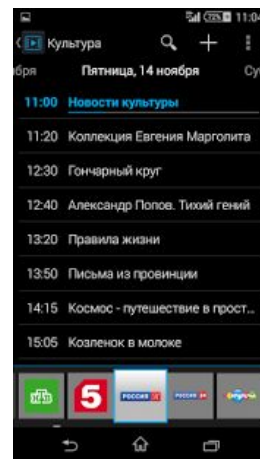 72% 11:04
Культура
бря Пятница, 14 ноября Су
11:00 Новости культуры
11:20 Коллекция Евгения Марголита
12:30 Гончарный круг
12:40 Александр Попов. Тихий гений
13:20 Правила жизни
13:50 Письма из провинции
14:15 Космос - путешествие в прост...
15:05 Козленок в молоке
НТВ 5 РОССИЯ РОССИЯ 24